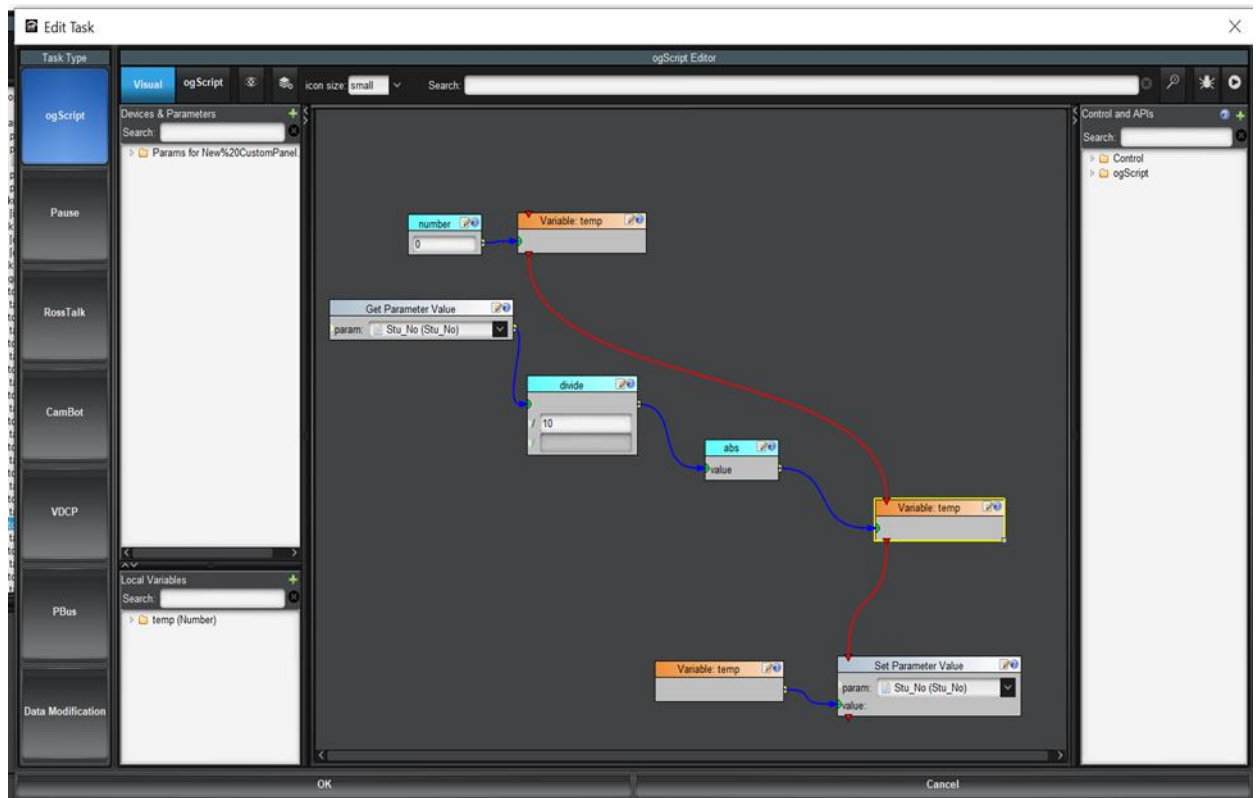 Edit Task
Task Type
ogScript Editor
ogScript
Pause
RossTalk
CamBot
VDCP
PBus
Data Modification
Visual
ogScript
icon size: small
Search:
Devices & Parameters
Search:
Params for New%20CustomPanel.
Local Variables
Search:
temp (Number)
number
0
Variable: temp
Get Parameter Value
param: Stu_No (Stu_No)
divide
/ 10
/
abs
value
Variable: temp
Variable: temp
Set Parameter Value
param: Stu_No (Stu_No)
value:
Control and APIs
Search:
Control
ogScript
OK
Cancel